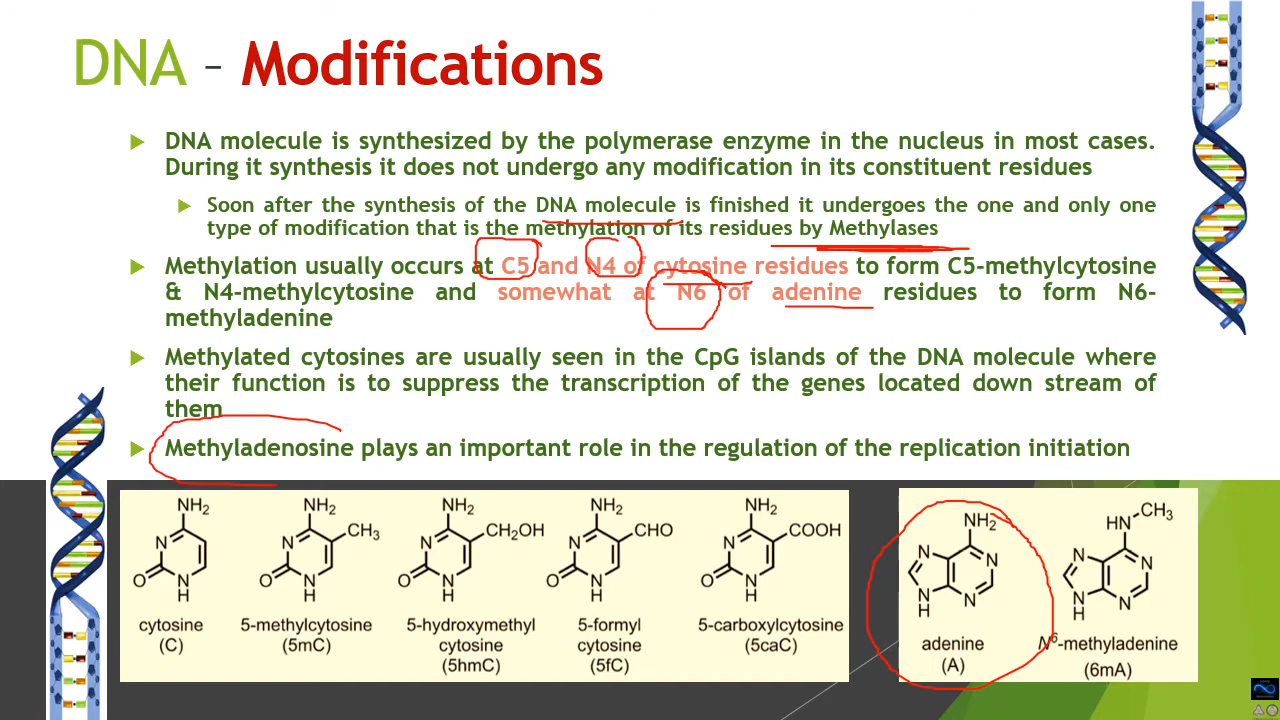 DNA – Modifications
DNA molecule is synthesized by the polymerase enzyme in the nucleus in most cases.
During it synthesis it does not undergo any modification in its constituent residues
Soon after the synthesis of the DNA molecule is finished it undergoes the one and only one
type of modification that is the methylation of its residues by Methylases
Methylation usually occurs at C5 and N4 of cytosine residues to form C5-methylcytosine
& N4-methylcytosine and somewhat at N6 of adenine residues to form N6-
methyladenine
Methylated cytosines are usually seen in the CpG islands of the DNA molecule where
their function is to suppress the transcription of the genes located down stream of
them
Methyladenosine plays an important role in the regulation of the replication initiation
NH2
N
O
N
H
cytosine
(C)
NH2
CH3
N
O
N
H
5-methylcytosine
(5mC)
NH2
CH2OH
N
O
N
H
5-hydroxymethyl
cytosine
(5hmC)
NH2
CHO
N
O
N
H
5-formyl
cytosine
(5fC)
NH2
COOH
N
O
N
H
5-carboxylcytosine
(5caC)
NH2
N
N
N
H
N
adenine
(A)
CH3
HN
N
N
N
H
N
N6-methyladenine
(6mA)